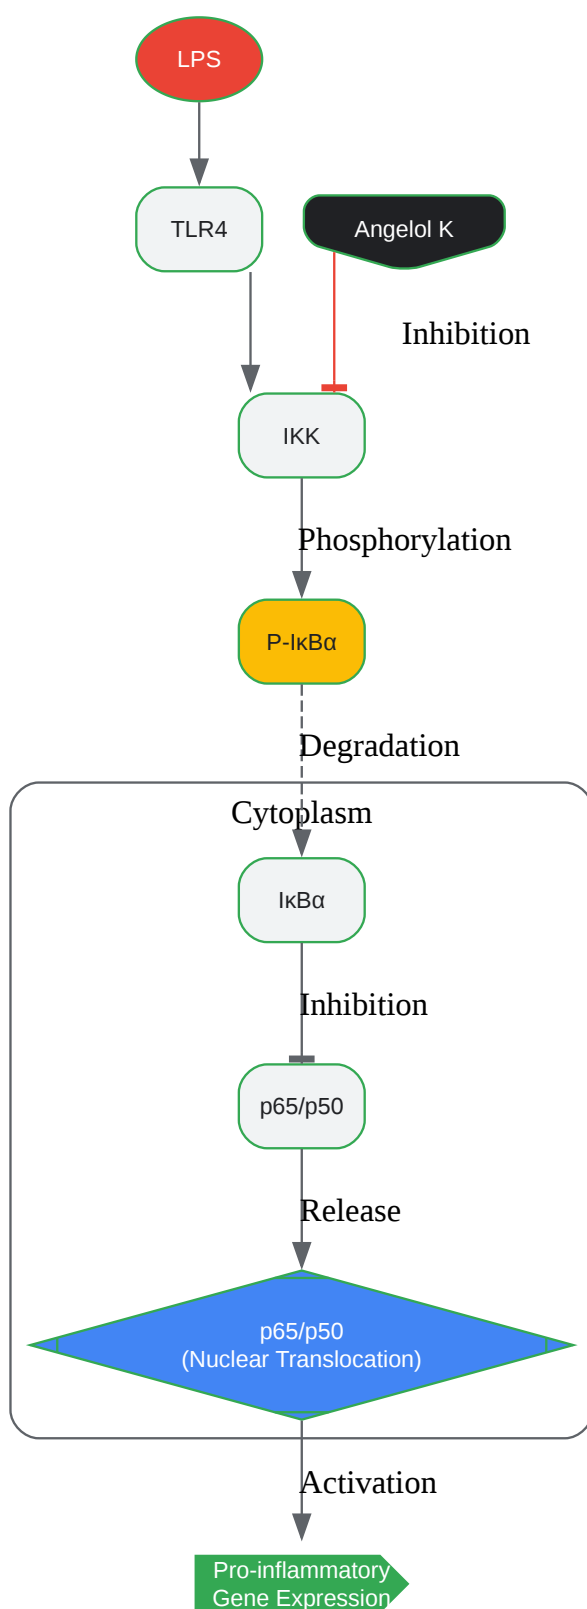 LPS
TLR4
Angelol K
Inhibition
IKK
Phosphorylation
P-IκBα
Degradation
Cytoplasm
IκBα
Inhibition
p65/p50
Release
p65/p50
(Nuclear Translocation)
Activation
Pro-inflammatory
Gene Expression